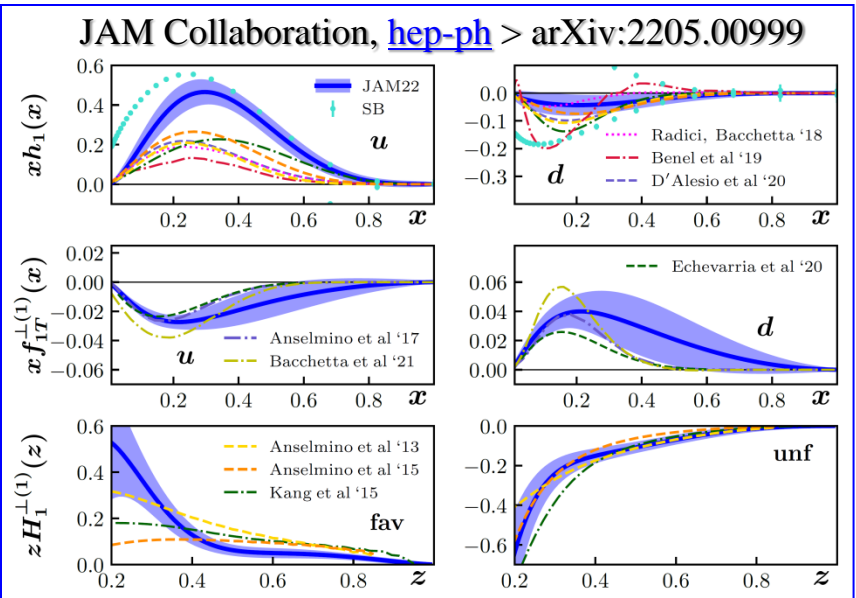 JAM Collaboration, hep-ph > arXiv:2205.00999
xh₁(x)
0.6
0.4
0.2
0.0
JAM22
SB
u
0.2 0.4 0.6 0.8 x
0.0
−0.1
−0.2
−0.3
Radici, Bacchetta ‘18
Benel et al ‘19
D′Alesio et al ‘20
d
0.2 0.4 0.6 0.8 x
xf₁T^⊥(1)(x)
0.02
0.00
−0.02
−0.04
−0.06
Anselmino et al ‘17
Bacchetta et al ‘21
u
0.2 0.4 0.6 0.8 x
0.06
0.04
0.02
0.00
Echevarria et al ‘20
d
0.2 0.4 0.6 0.8 x
zH₁^⊥(1)(z)
0.6
0.4
0.2
0.0
Anselmino et al ‘13
Anselmino et al ‘15
Kang et al ‘15
fav
0.2 0.4 0.6 0.8 z
0.0
−0.2
−0.4
−0.6
unf
0.2 0.4 0.6 0.8 z